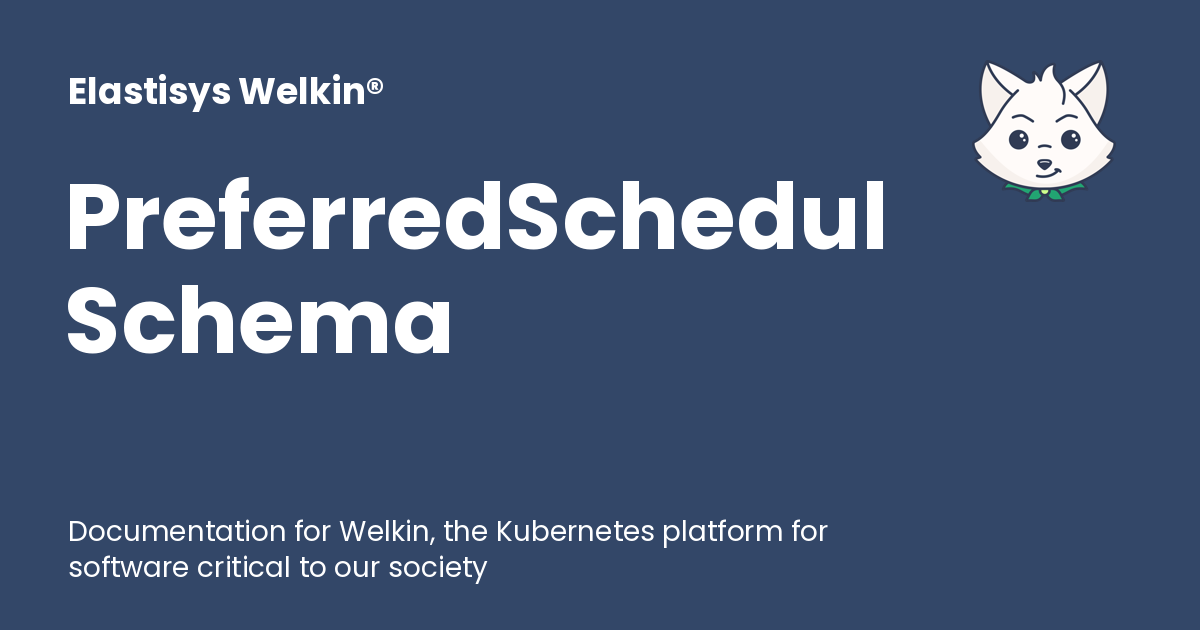 Elastisys Welkin®
PreferredSchedul
Schema
Documentation for Welkin, the Kubernetes platform for
software critical to our society